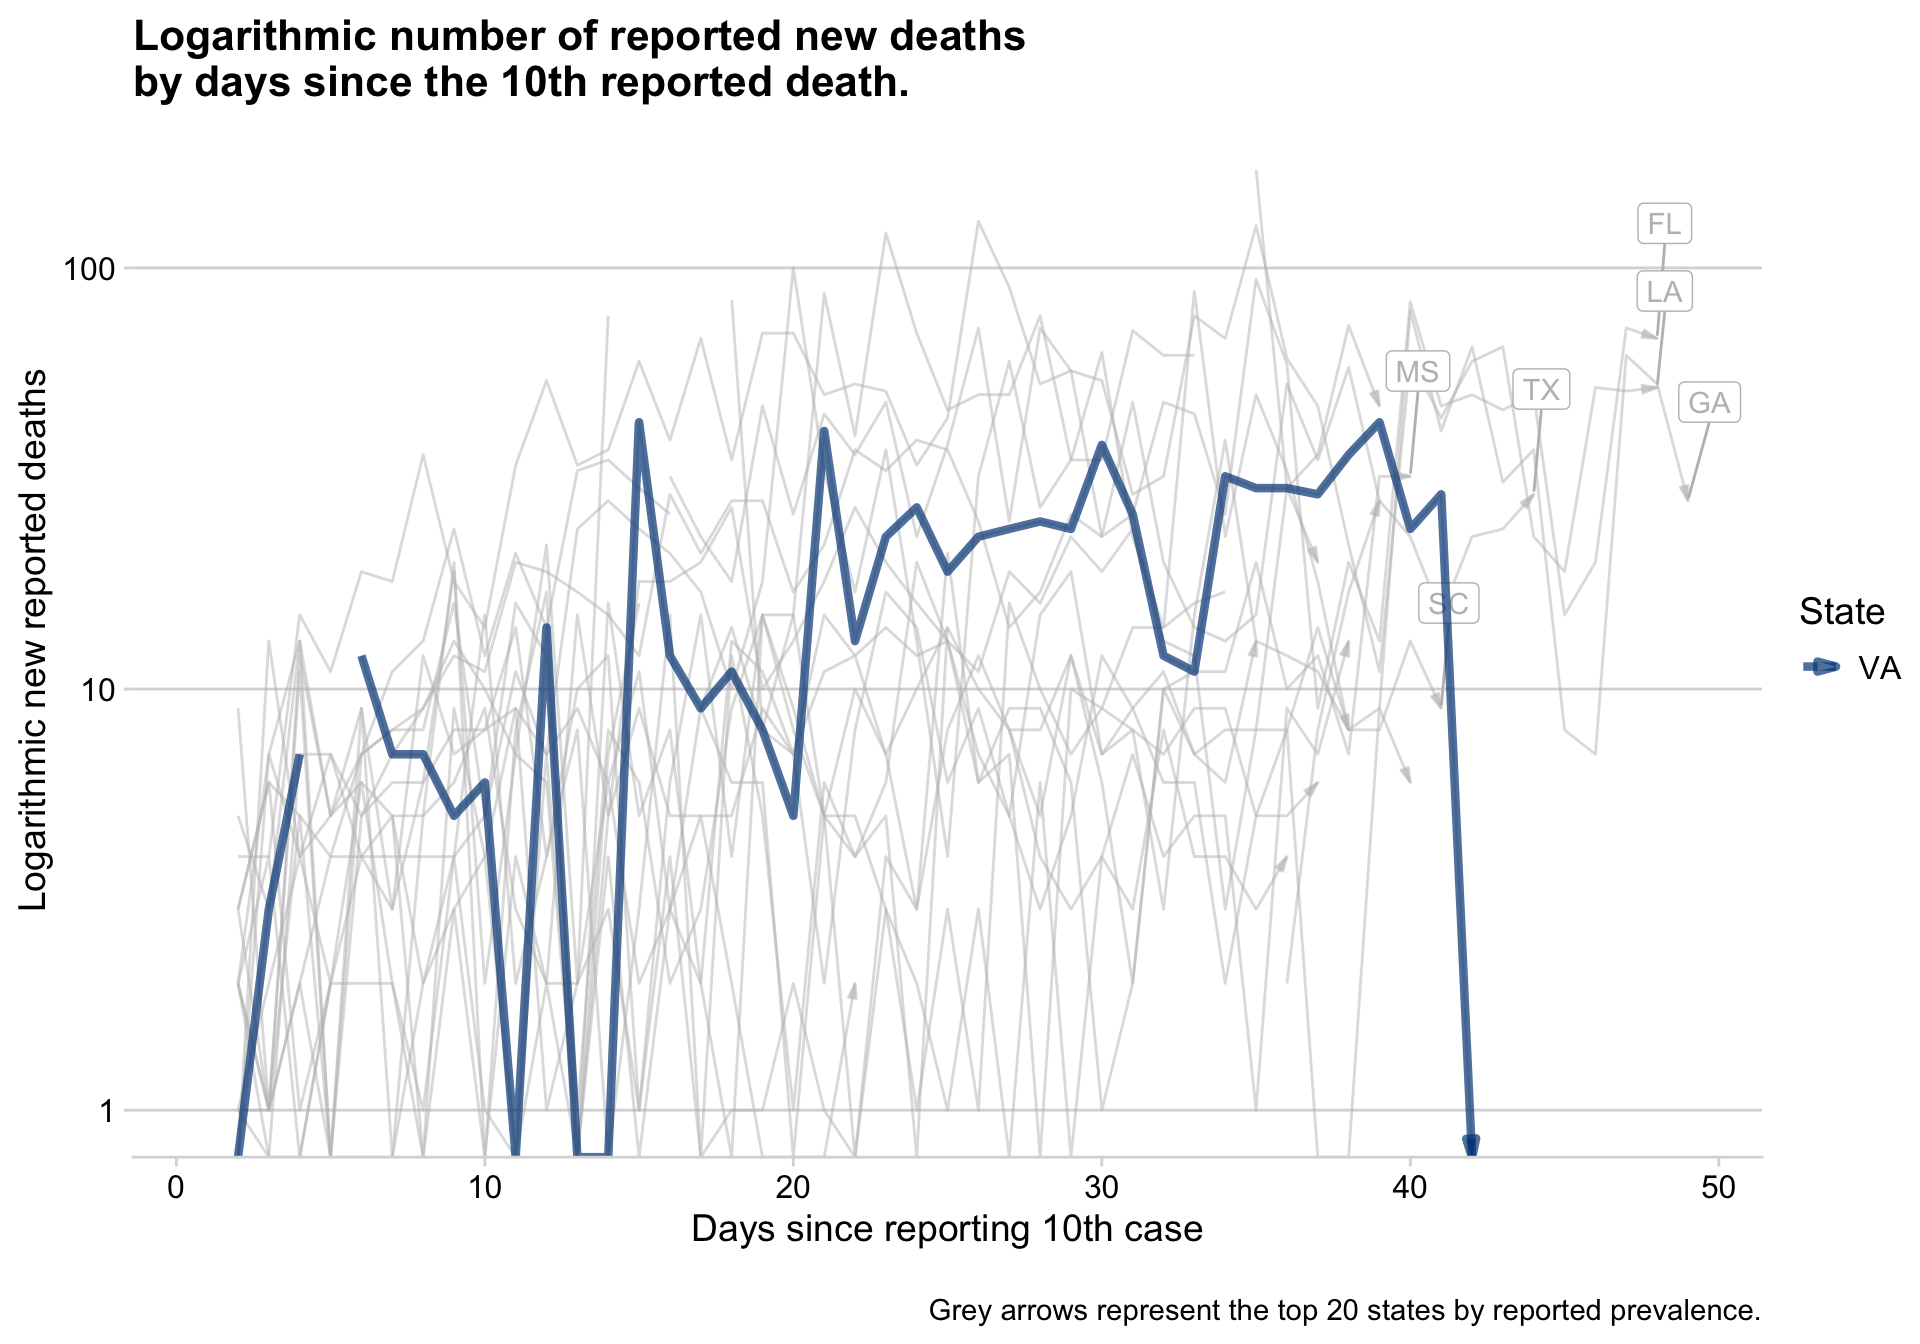 Logarithmic number of reported new deaths
by days since the 10th reported death.
Logarithmic new reported deaths
100
10
1
FL
LA
MS
TX
GA
SC
State
VA
0 10 20 30 40 50
Days since reporting 10th case
Grey arrows represent the top 20 states by reported prevalence.